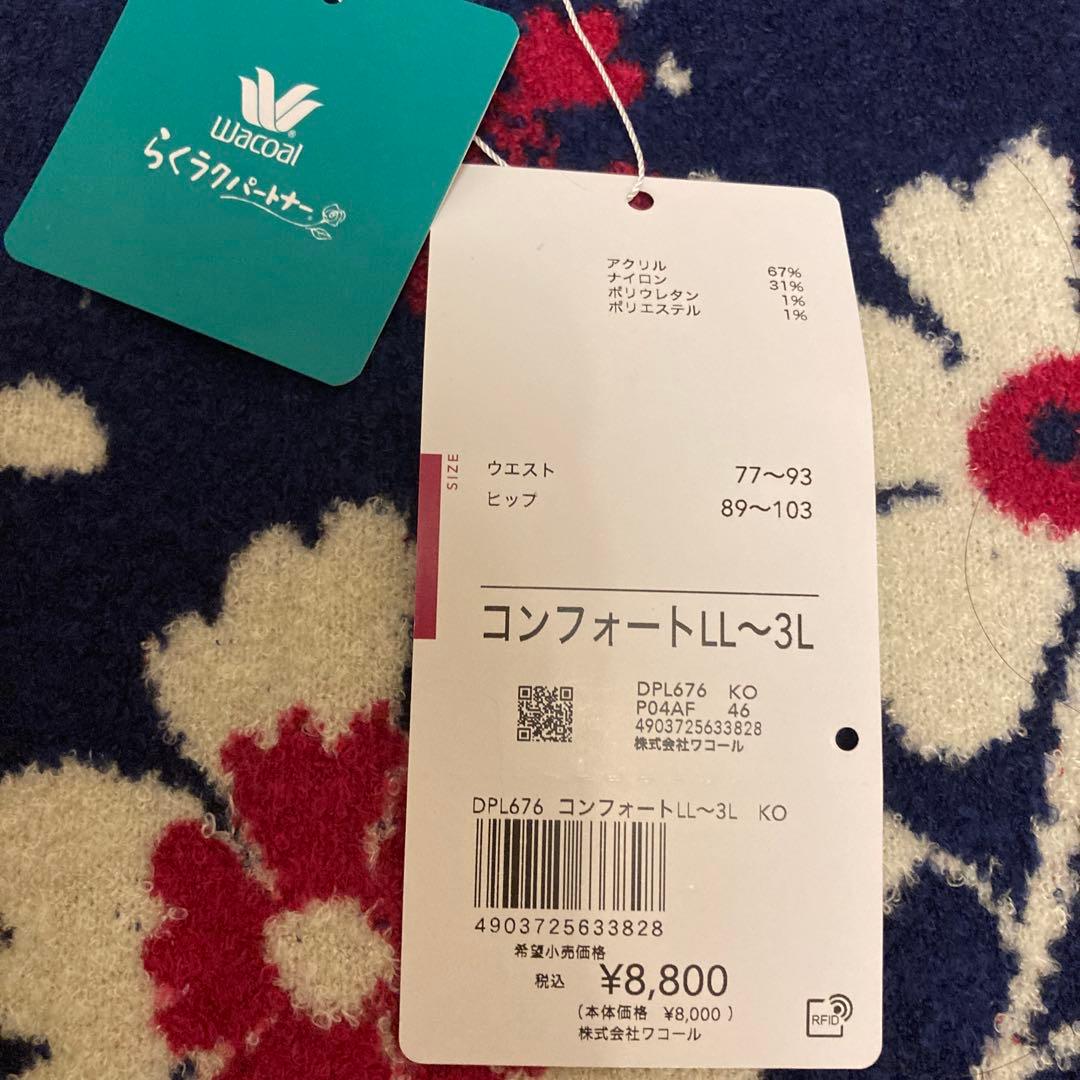 Wacoal
らくラクパートナー
アクリル 67%
ナイロン 31%
ポリウレタン 1%
ポリエステル 1%
SIZE
ウエスト 77〜93
ヒップ 89〜103
コンフォートLL〜3L
DPL676 KO
P04AF 46
4903725633828
株式会社ワコール
DPL676 コンフォートLL〜3L KO
4903725633828
希望小売価格
税込 ¥8,800
(本体価格 ¥8,000 )
株式会社ワコール
RFID